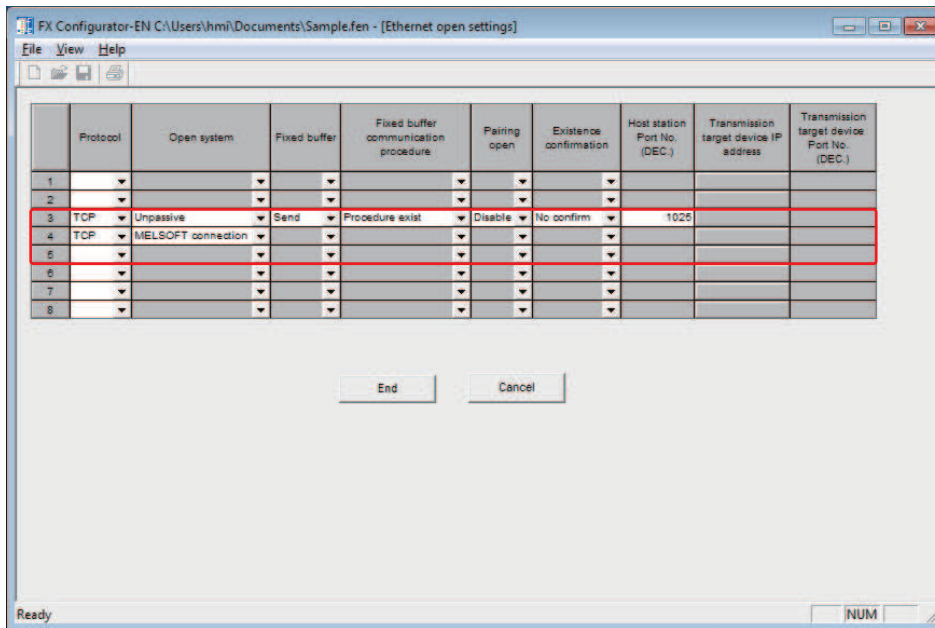 FX Configurator-EN C:\Users\hmi\Documents\Sample.fen - [Ethernet open settings]
File View Help
Protocol Open system Fixed buffer Fixed buffer communication procedure Pairing open Existence confirmation Host station Port No. (DEC.) Transmission target device IP address Transmission target device Port No. (DEC.)
1
2
3 TCP Unpassive Send Procedure exist Disable No confirm 1025
4 TCP MELSOFT connection
5
6
7
8
End Cancel
Ready NUM